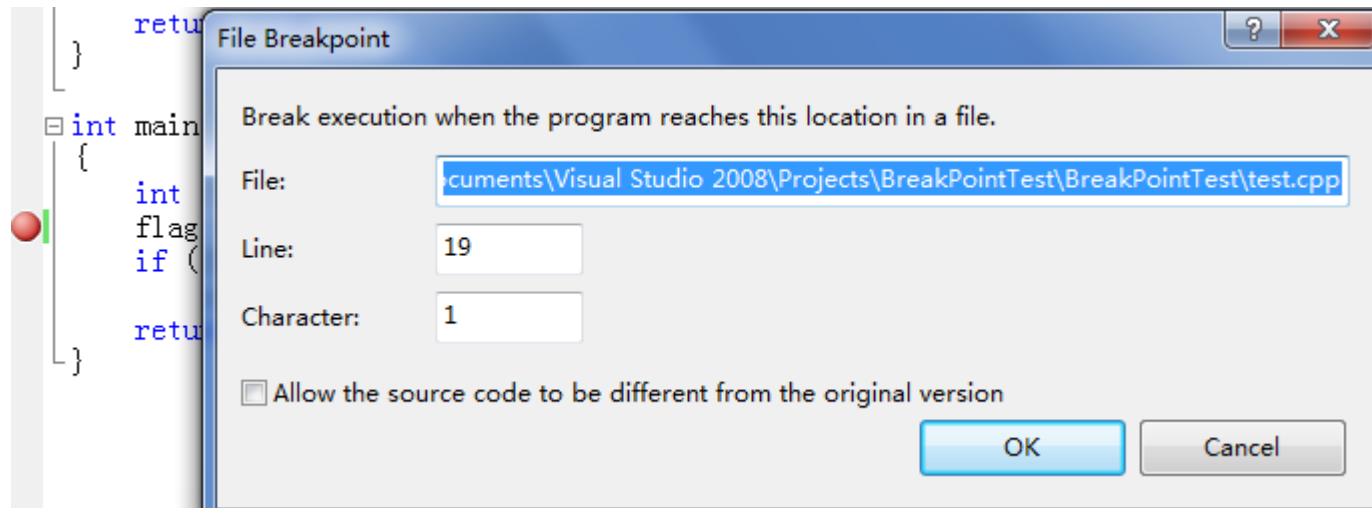 retu
}
int main
{
int
flag
if (
retu
}
File Breakpoint
?
Break execution when the program reaches this location in a file.
File:
ocuments\Visual Studio 2008\Projects\BreakPointTest\BreakPointTest\test.cpp
Line:
19
Character:
1
Allow the source code to be different from the original version
OK
Cancel